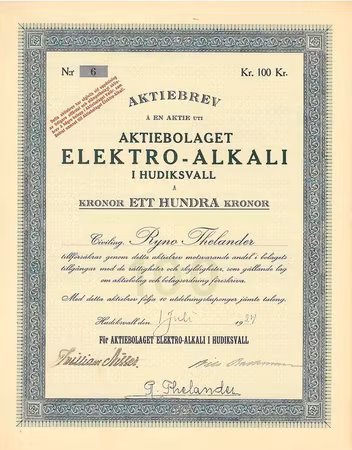 N:r 6 Kr. 100 Kr.
AKTIEBREV
Å EN AKTIE UTI
AKTIEBOLAGET
ELEKTRO-ALKALI
I HUDIKSVALL
Å
KRONOR ETT HUNDRA KRONOR
Civiling. Ryno Thelander
tillförsäkras genom detta aktiebrev motsvarande andel i bolagets
tillgångar med de rättigheter och skyldigheter, som gällande lag
om aktiebolag och bolagsordning föreskriva.
Med detta aktiebrev följa 10 utdelningskuponger jämte talong.
Hudiksvall den 1 Juli 1924
FÖR AKTIEBOLAGET ELEKTRO-ALKALI I HUDIKSVALL
G. Thelander